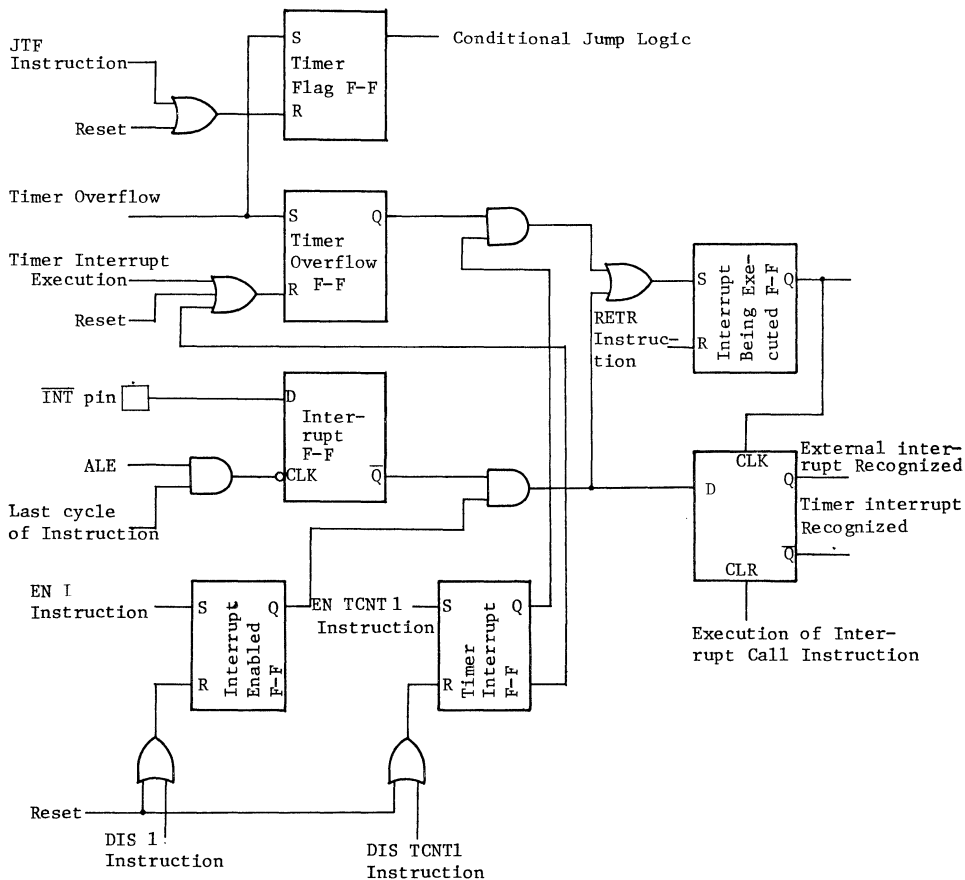 JTF
Instruction
Reset
S
Timer
Flag F-F
R
Conditional Jump Logic
Timer Overflow
Timer Interrupt
Execution
Reset
S
Q
Timer
Overflow
F-F
R
RETR
Instruc-
tion
S
Q
R
Interrupt
Being Exe-
cuted F-F
INT pin
D
Inter-
rupt
F-F
CLK
Q
ALE
Last cycle
of Instruction
CLK
D
Q
Q
CLR
External inter-
rupt Recognized
Timer interrupt
Recognized
Execution of Inter-
rupt Call Instruction
EN I
Instruction
S
Q
R
Interrupt
Enabled
F-F
EN TCNT1
Instruction
S
Q
R
Timer
Interrupt
F-F
Reset
DIS 1
Instruction
DIS TCNT1
Instruction